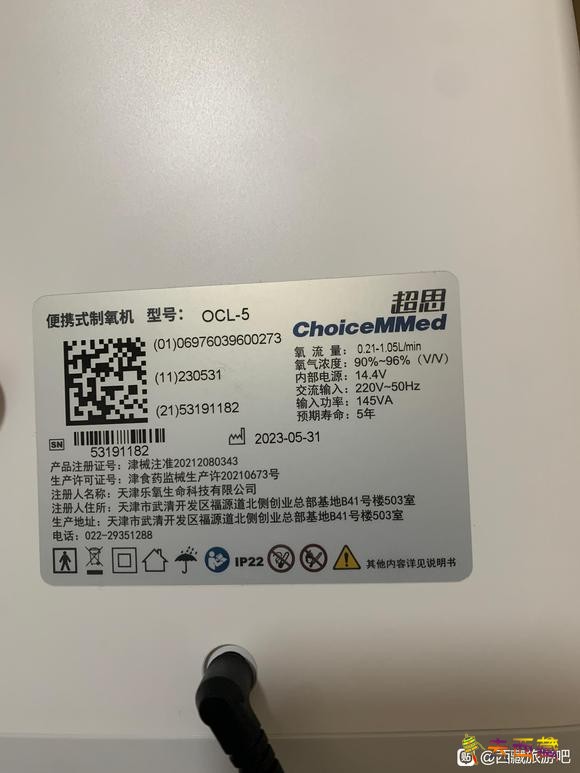 便携式制氧机 型号: OCL-5
超思
ChoiceMMed
(01)06976039600273
(11)230531
(21)53191182
SN
53191182
2023-05-31
氧 流 量: 0.21-1.05L/min
氧气浓度: 90%~96%（V/V）
内部电源: 14.4V
交流输入: 220V~50Hz
输入功率: 145VA
预期寿命: 5年
产品注册证号: 津械注准20212080343
生产许可证号: 津食药监械生产许20210673号
注册人名称: 天津乐氧生命科技有限公司
注册人住所: 天津市武清开发区福源道北侧创业总部基地B41号楼503室
生产地址: 天津市武清开发区福源道北侧创业总部基地B41号楼503室
电话: 022-29351288
IP22
其他内容详见说明书
去西藏
@西藏旅游吧